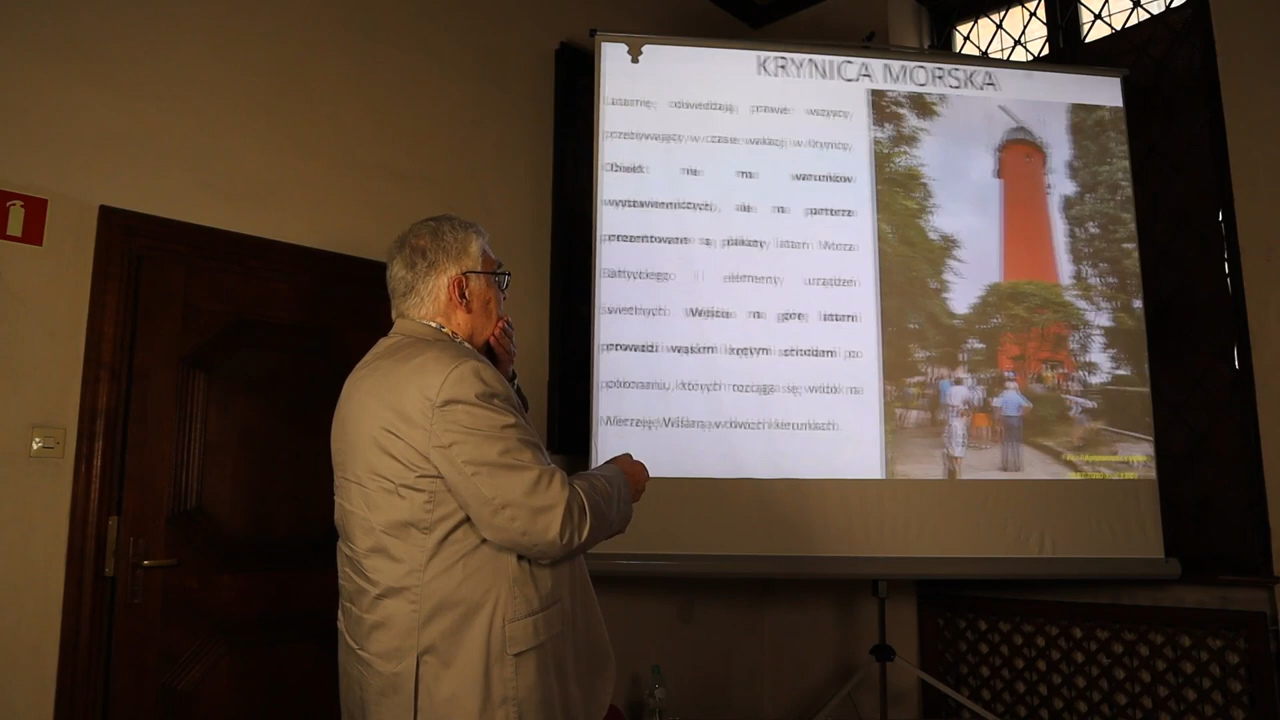 KRYNICA MORSKA
Latarnię, odwiedzają prawie wszyscy
przebywający w czasie wakacji w Krynicy.
Obiekt nie ma warunków
wystawienniczych, ale na parterze
prezentowane są plakaty latarń Morza
Bałtyckiego i elementy urządzeń
świetlnych. Wejście na górę latarni
prowadzi wąskimi krętymi schodami po
pokonaniu, których rozciąga się widok na
Mierzeję Wiślaną w dwóch kierunkach.